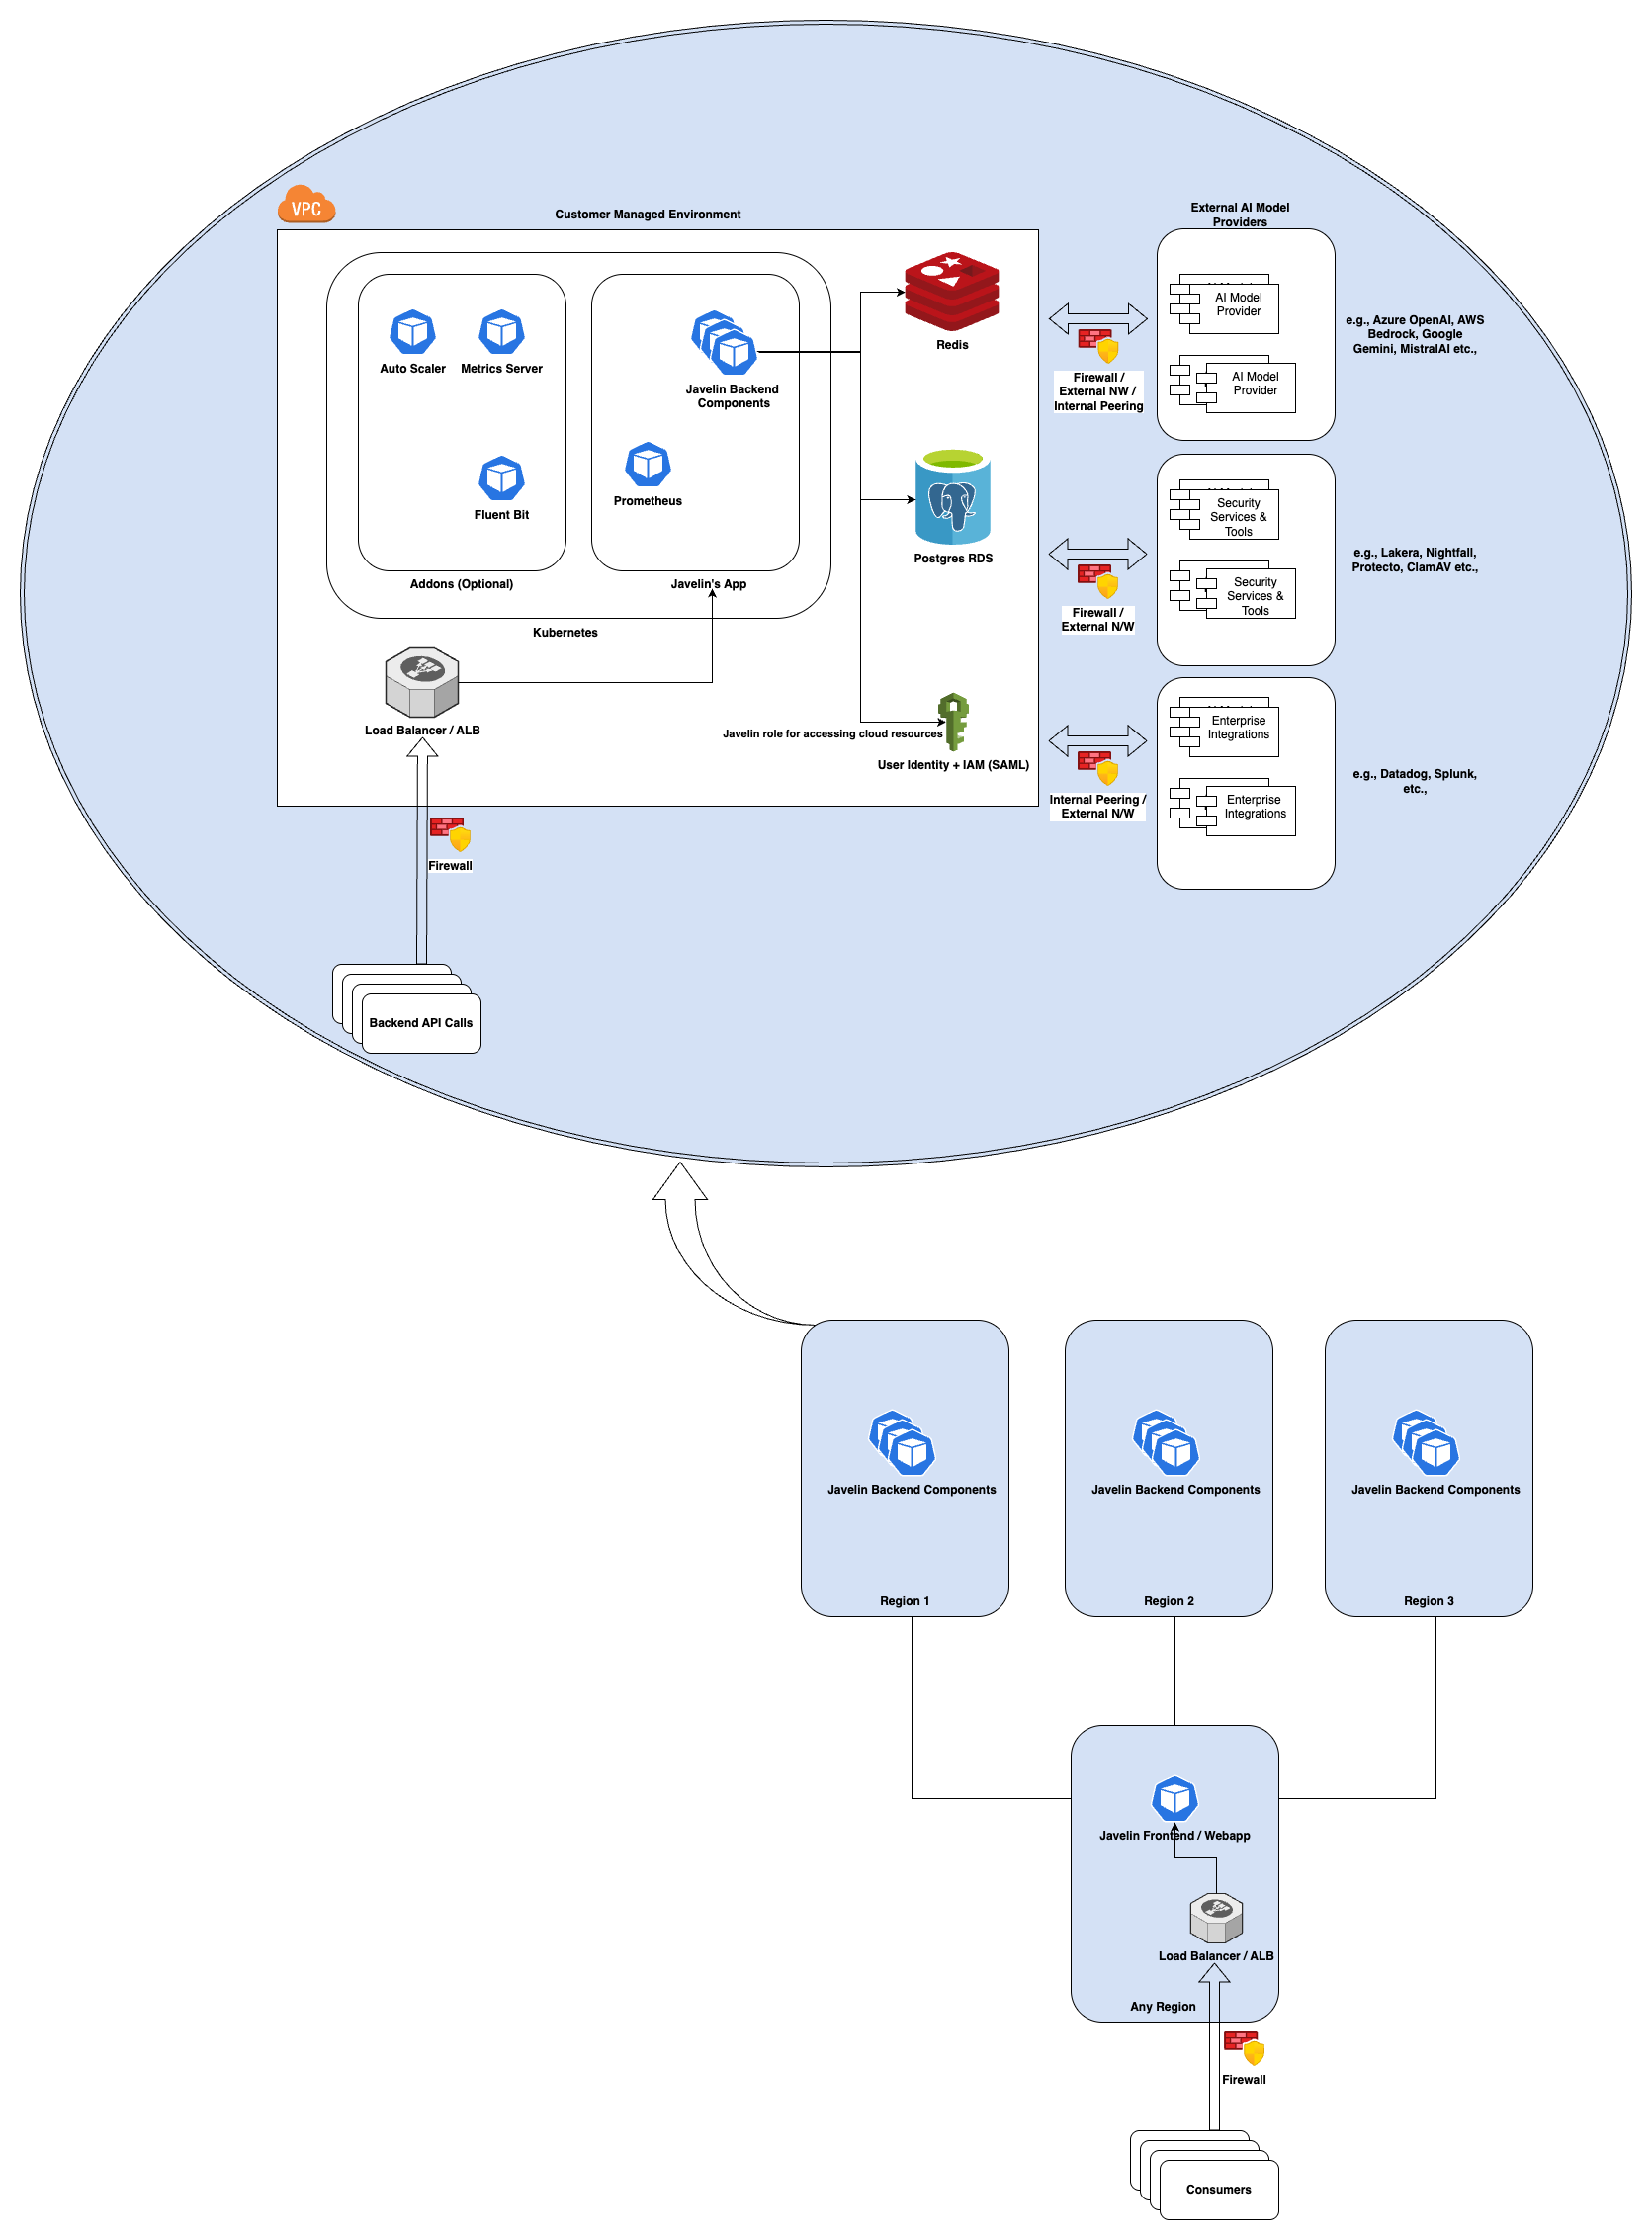 VPC
Customer Managed Environment
External AI Model
Providers
Auto Scaler
Metrics Server
Fluent Bit
Addons (Optional)
Javelin Backend
Components
Prometheus
Javelin's App
Kubernetes
Redis
Postgres RDS
Javelin role for accessing cloud resources
User Identity + IAM (SAML)
Load Balancer / ALB
Firewall
Backend API Calls
Firewall /
External NW /
Internal Peering
AI Model
Provider
AI Model
Provider
e.g., Azure OpenAI, AWS
Bedrock, Google
Gemini, MistralAI etc.,
Firewall /
External N/W
Security
Services &
Tools
Security
Services &
Tools
e.g., Lakera, Nightfall,
Protecto, ClamAV etc.,
Internal Peering /
External N/W
Enterprise
Integrations
Enterprise
Integrations
e.g., Datadog, Splunk,
etc.,
Javelin Backend Components
Region 1
Javelin Backend Components
Region 2
Javelin Backend Components
Region 3
Javelin Frontend / Webapp
Load Balancer / ALB
Any Region
Firewall
Consumers